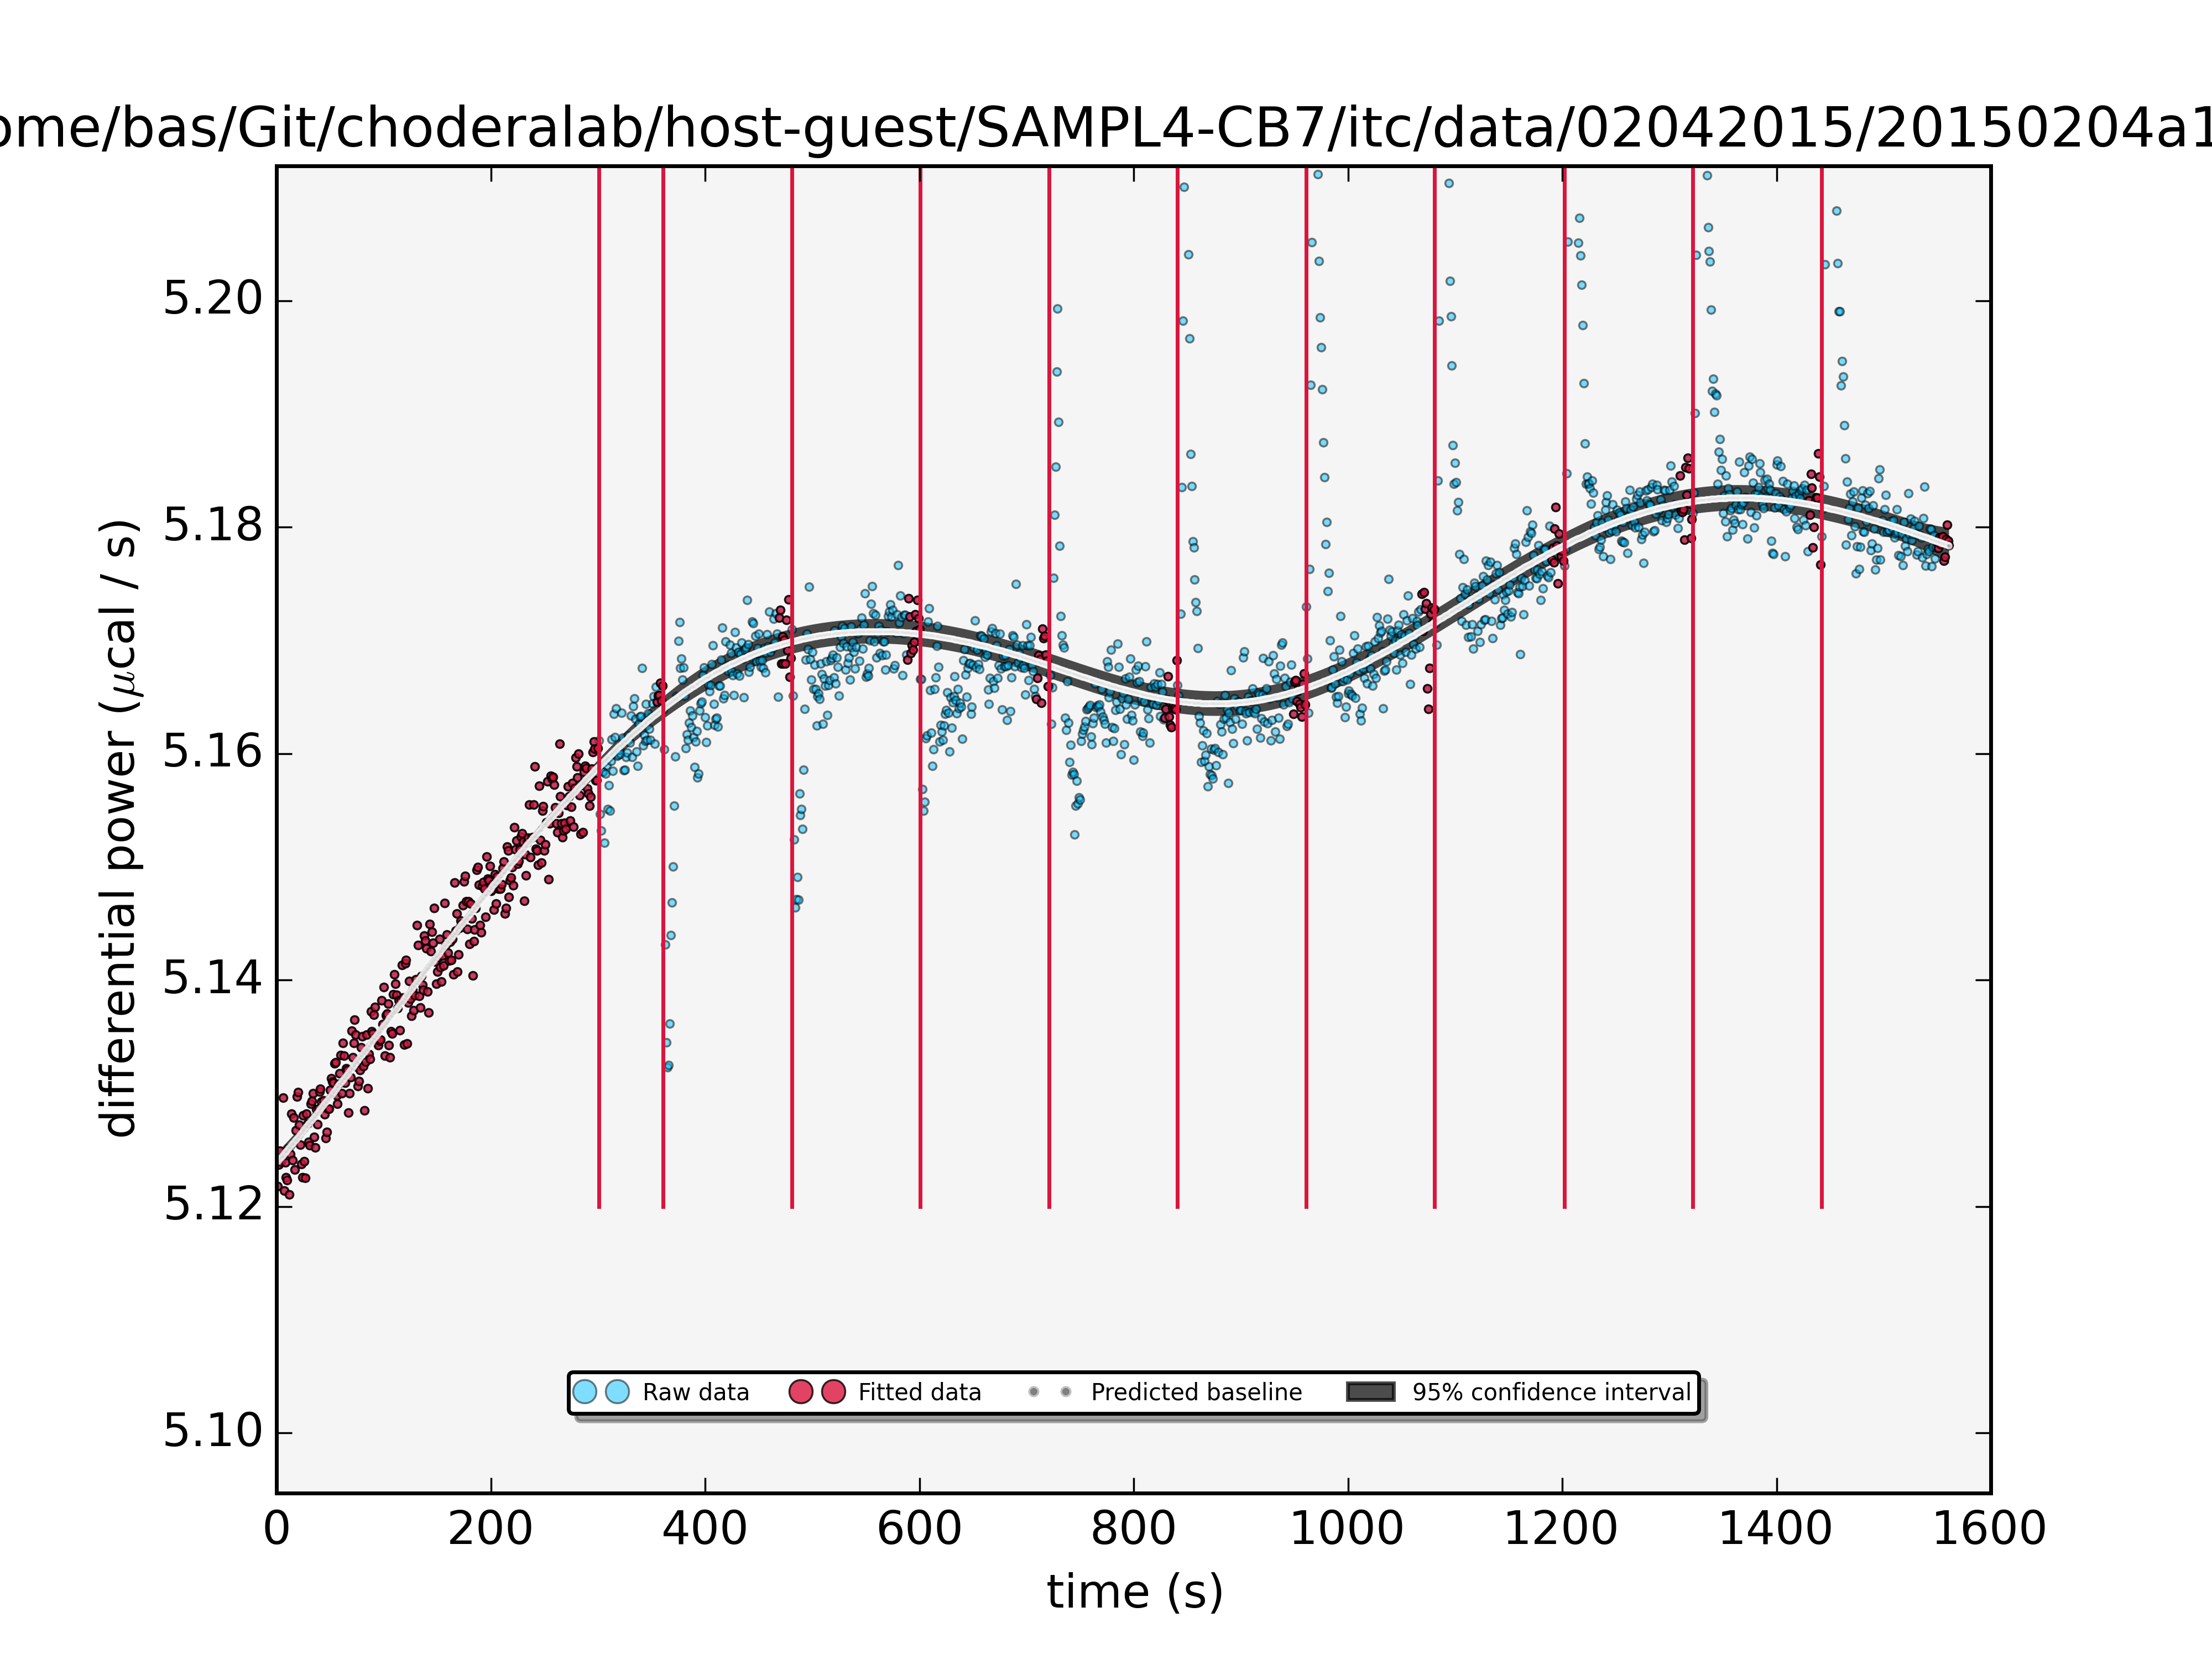 ome/bas/Git/choderalab/host-guest/SAMPL4-CB7/itc/data/02042015/20150204a1
differential power (μcal / s)
5.20
5.18
5.16
5.14
5.12
5.10
Raw data Fitted data Predicted baseline 95% confidence interval
0 200 400 600 800 1000 1200 1400 1600
time (s)